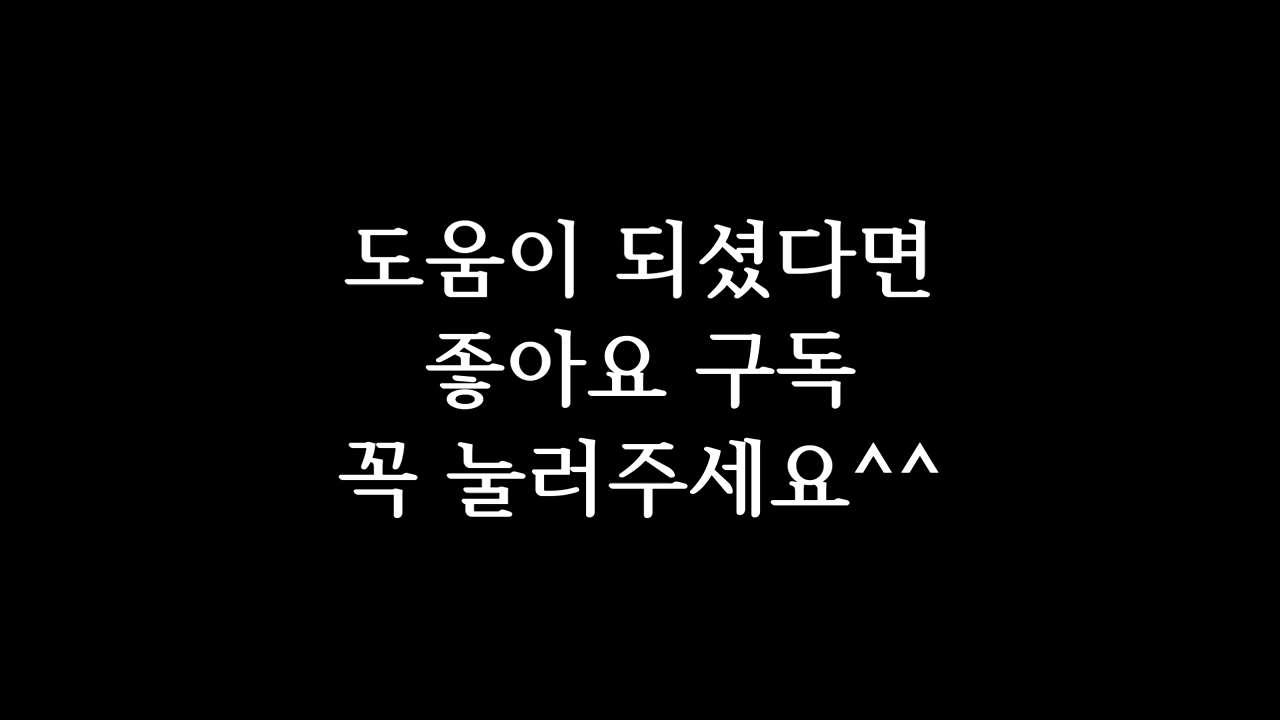 도움이 되셨다면
좋아요 구독
꼭 눌러주세요^^